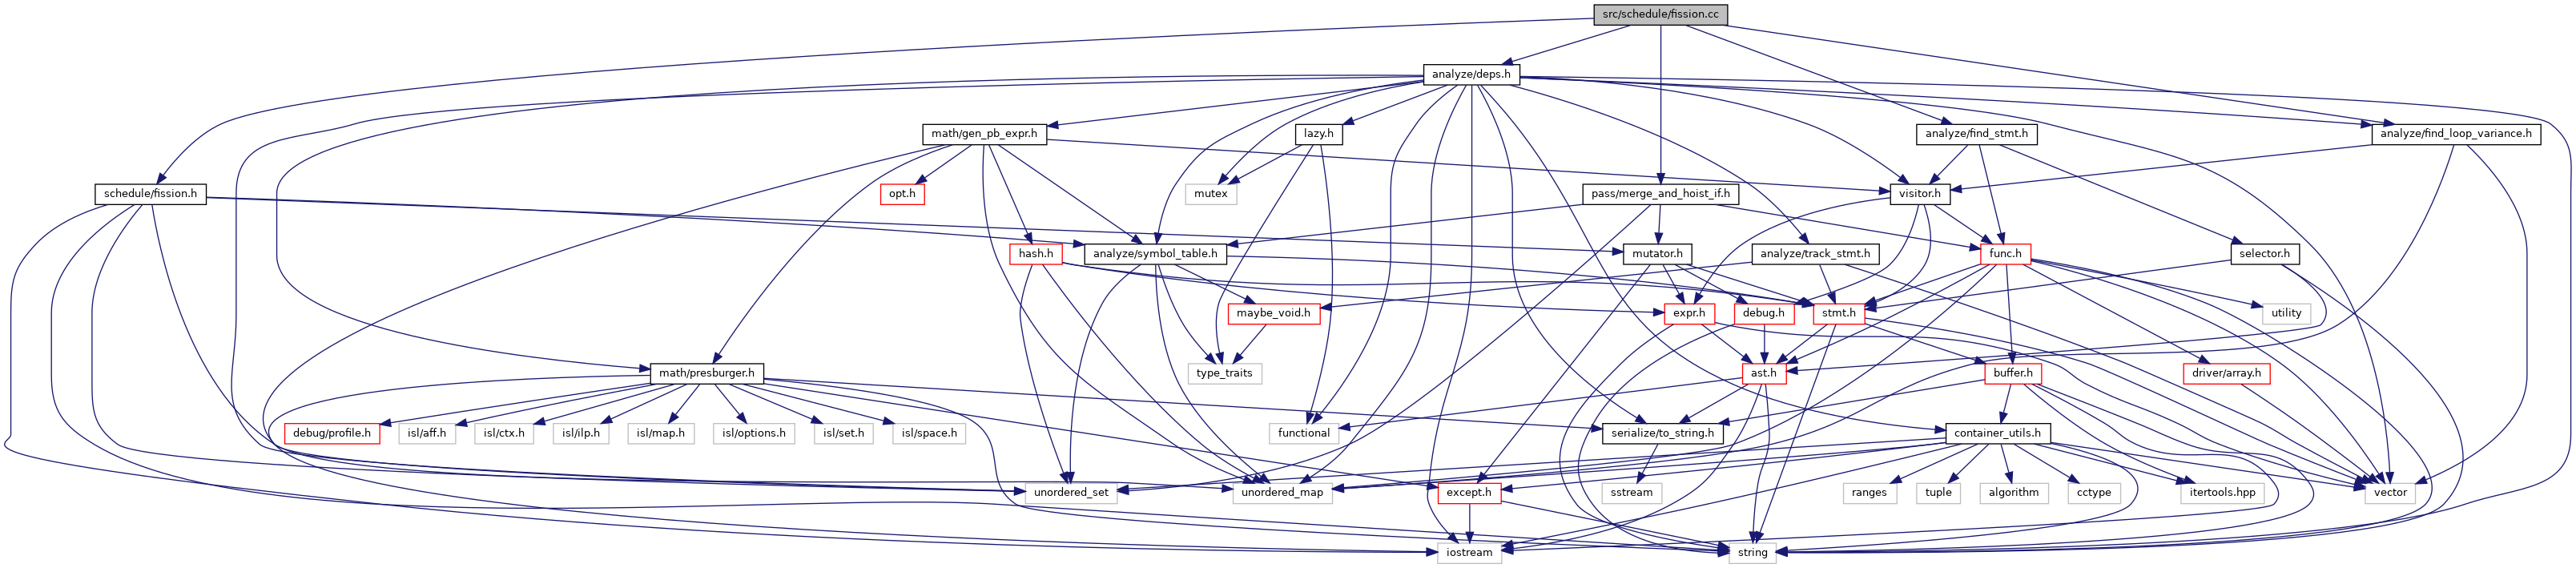 src/schedule/fission.cc
analyze/deps.h
math/gen_pb_expr.h
lazy.h
analyze/find_stmt.h
analyze/find_loop_variance.h
schedule/fission.h
opt.h
mutex
pass/merge_and_hoist_if.h
visitor.h
hash.h
analyze/symbol_table.h
mutator.h
analyze/track_stmt.h
func.h
selector.h
maybe_void.h
expr.h
debug.h
stmt.h
utility
math/presburger.h
type_traits
ast.h
buffer.h
driver/array.h
debug/profile.h
isl/aff.h
isl/ctx.h
isl/ilp.h
isl/map.h
isl/options.h
isl/set.h
isl/space.h
functional
serialize/to_string.h
container_utils.h
unordered_set
unordered_map
except.h
sstream
ranges
tuple
algorithm
cctype
itertools.hpp
vector
iostream
string